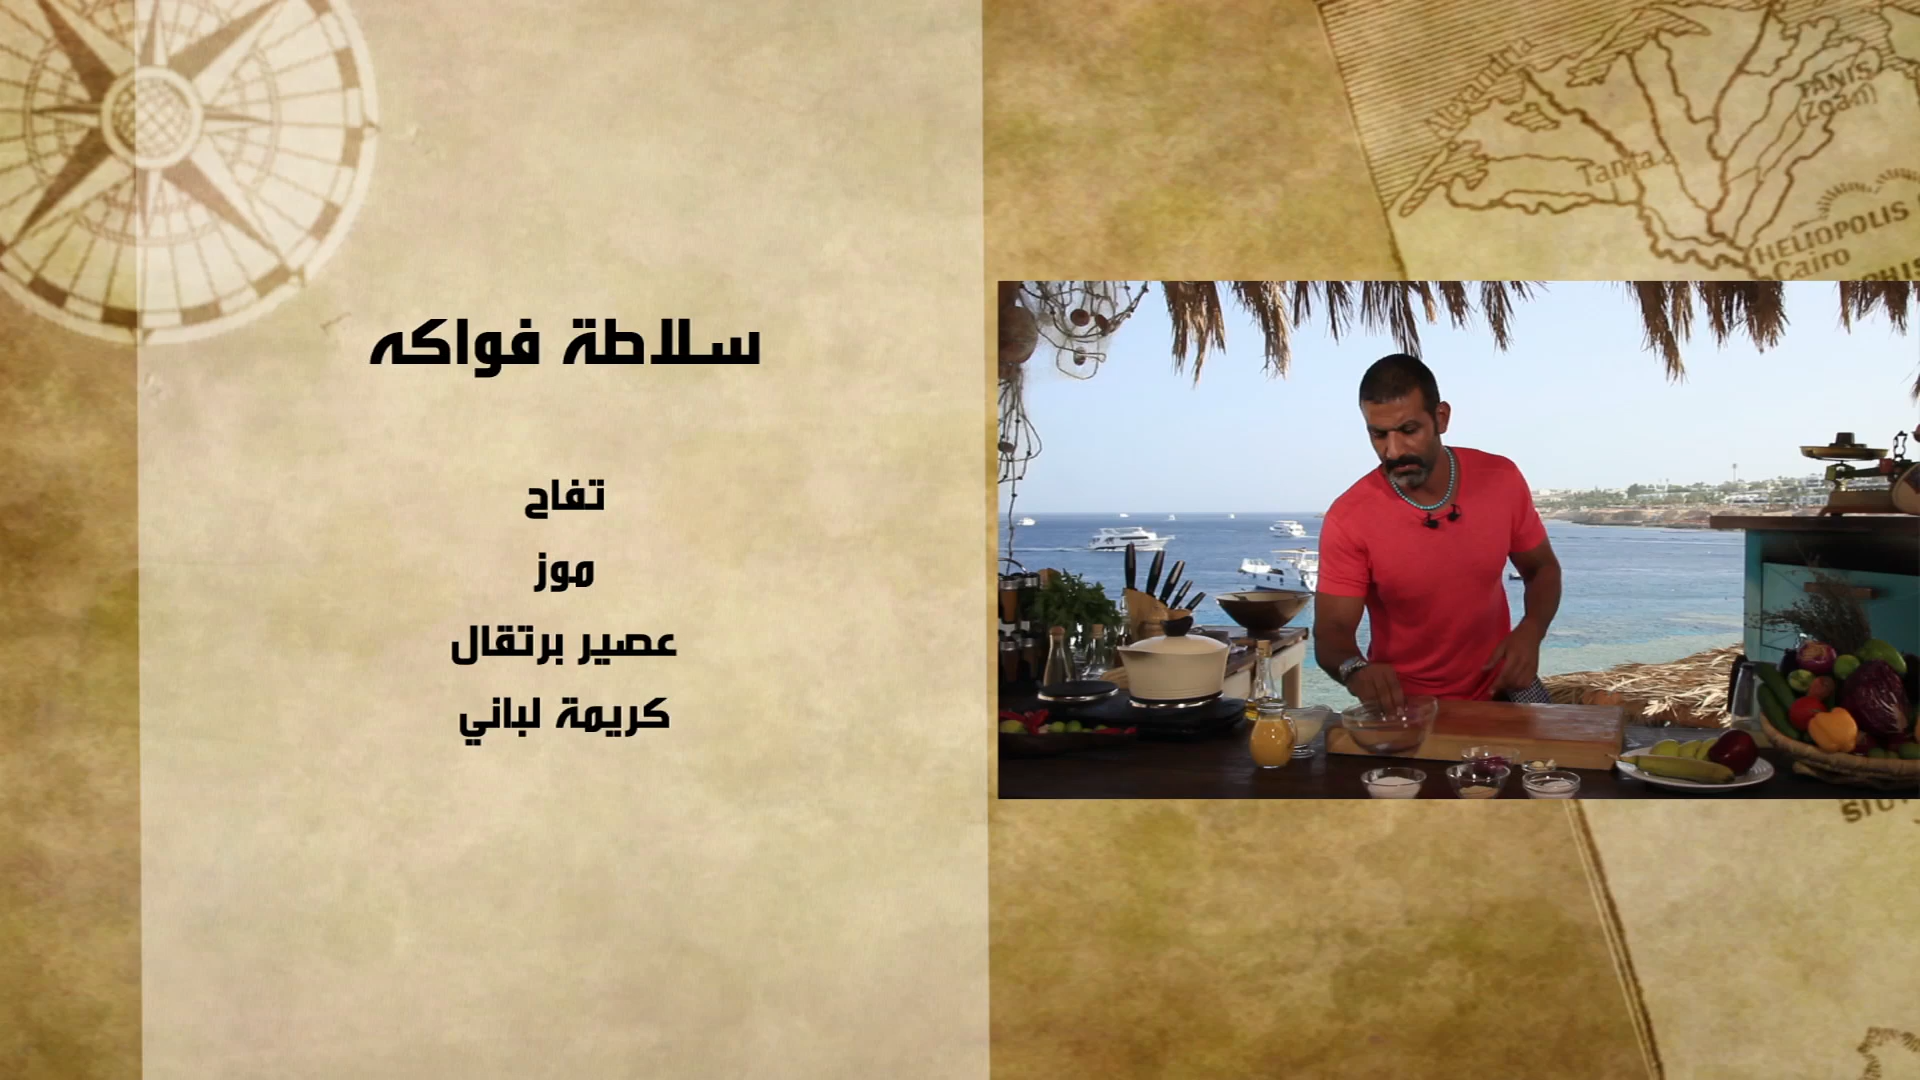 سلاطة فواكه
تفاح
موز
عصير برتقال
كريمة لباني
Alexandria
TANIS
(Zoan)
Tanta
HELIOPOLIS
Cairo